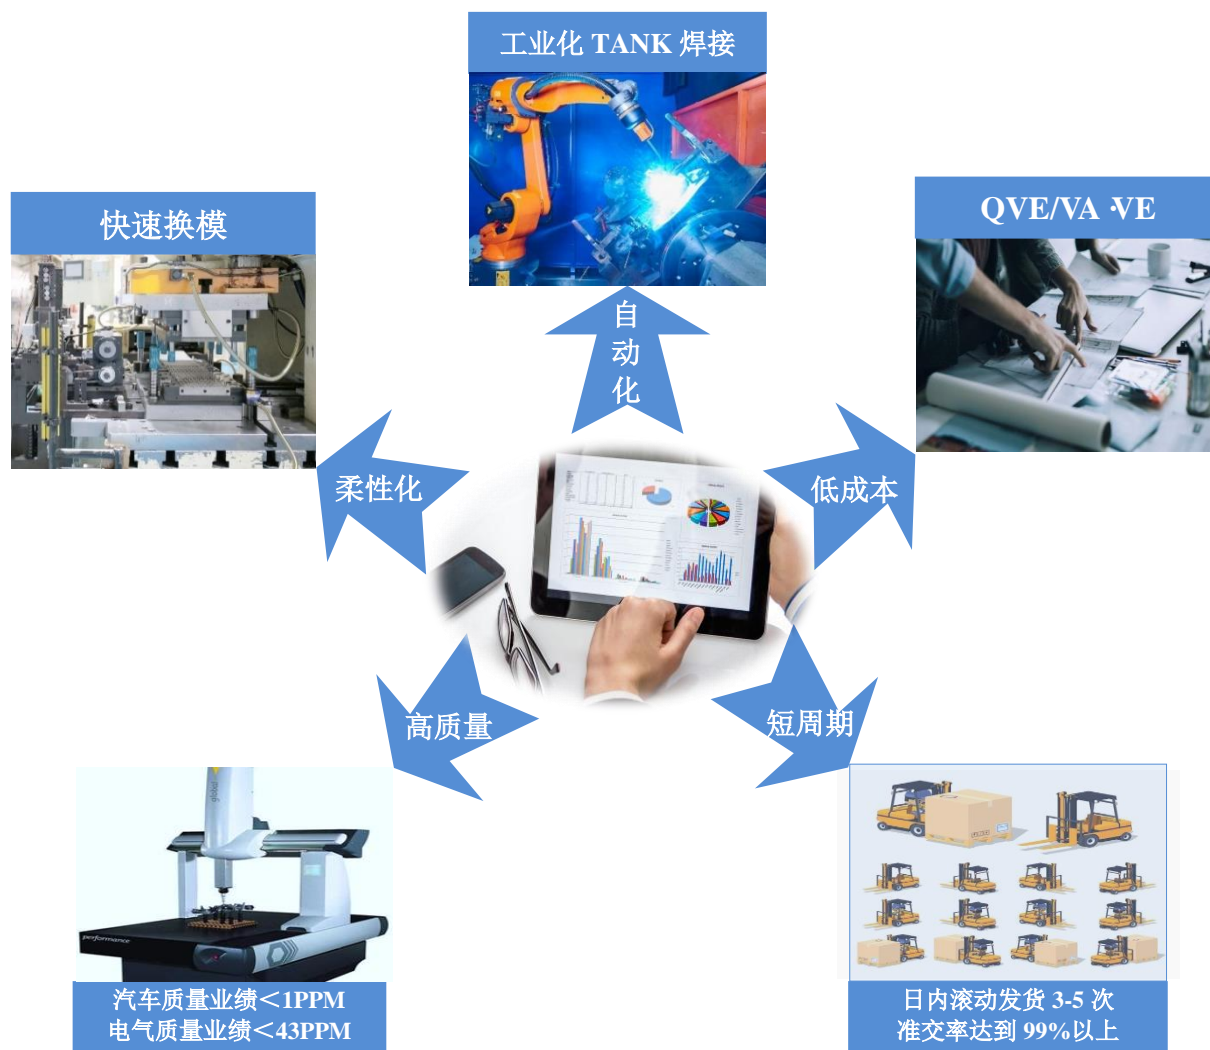 工业化 TANK 焊接
快速换模
QVE/VA·VE
自
动
化
柔性化
低成本
高质量
短周期
global
performance
汽车质量业绩＜1PPM
电气质量业绩＜43PPM
日内滚动发货 3-5 次
准交率达到 99%以上